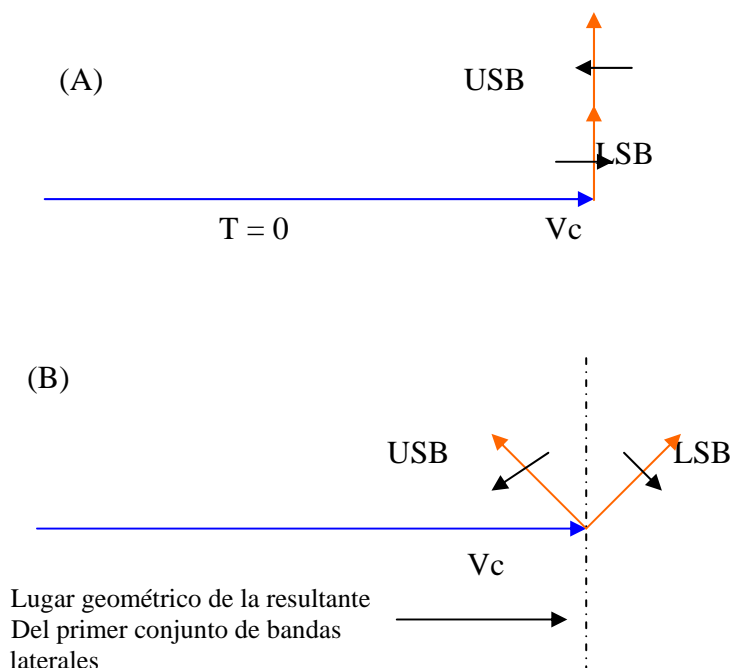 (A)
USB
LSB
T = 0
Vc
(B)
USB
LSB
Vc
Lugar geométrico de la resultante
Del primer conjunto de bandas
laterales